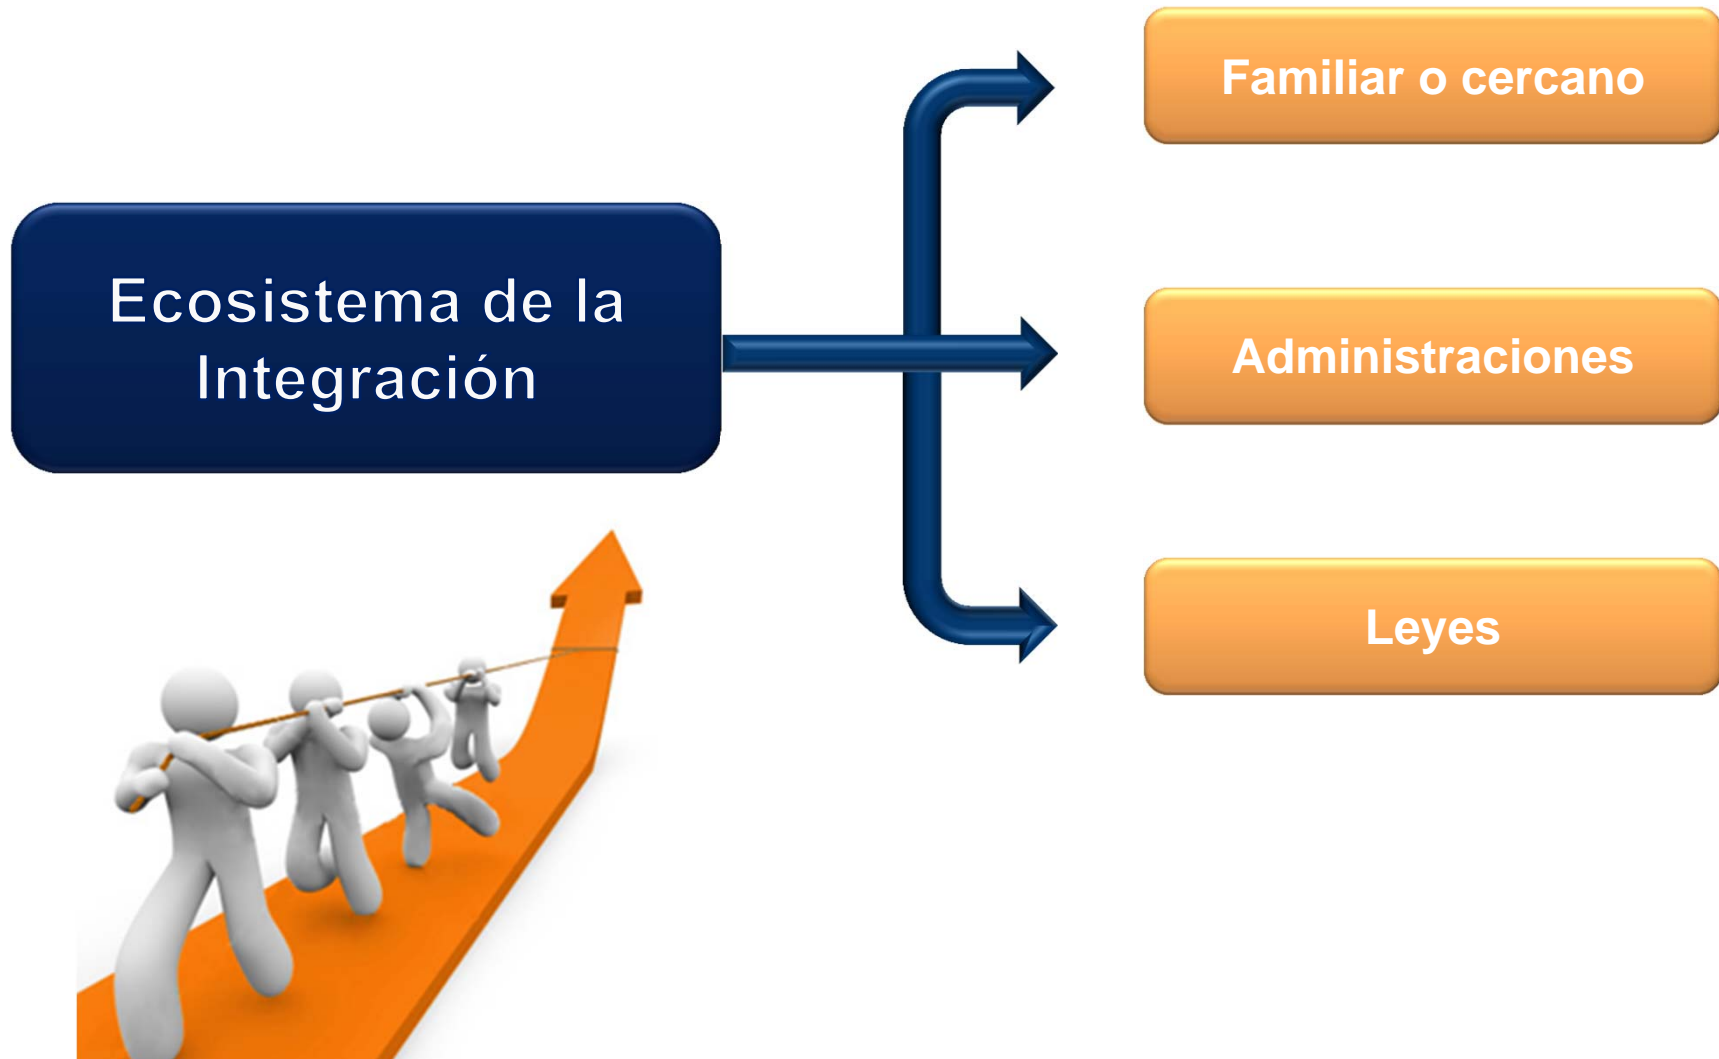 Ecosistema de la
Integración
Familiar o cercano
Administraciones
Leyes